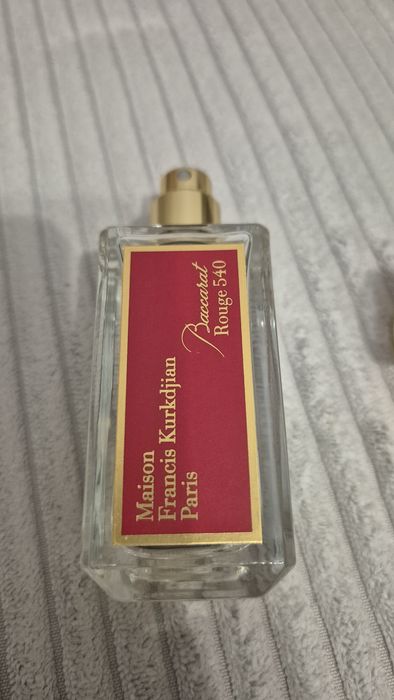 Maison
Francis Kurkdjian
Paris
Baccarat
Rouge 540